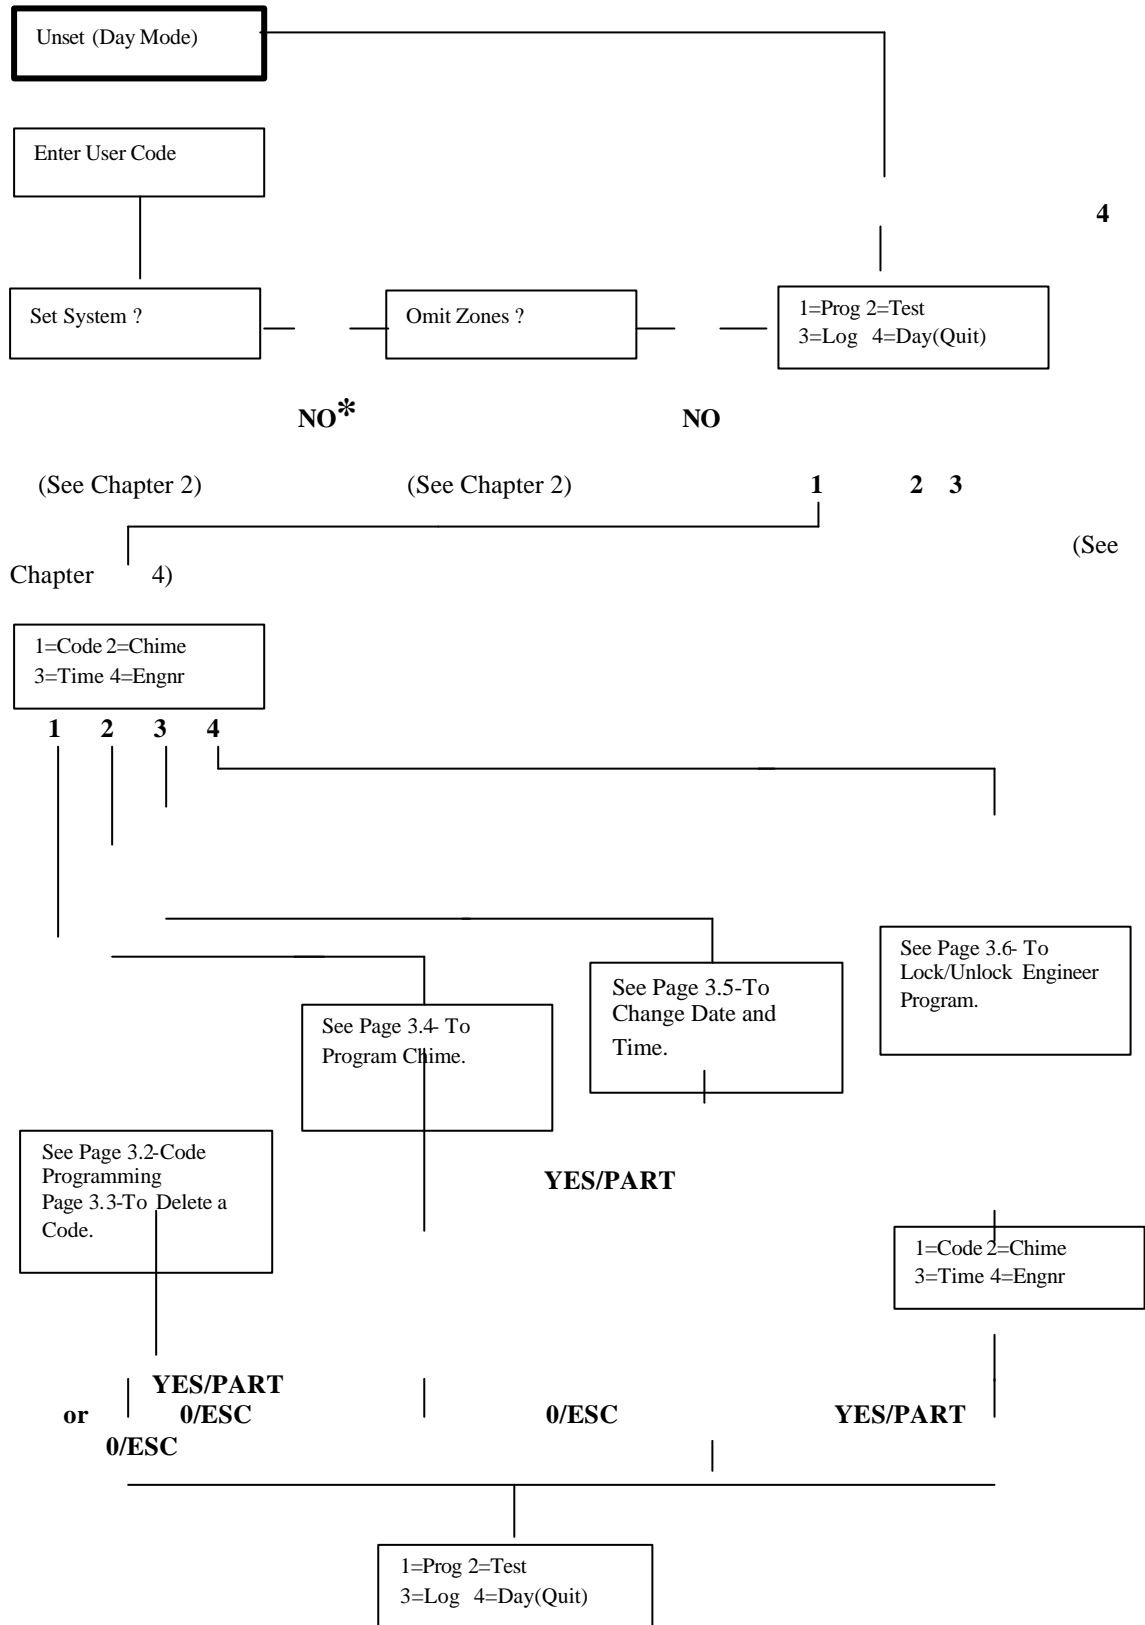 Unset (Day Mode)
Enter User Code
4
Set System ?
Omit Zones ?
1=Prog 2=Test
3=Log 4=Day(Quit)
NO*
NO
(See Chapter 2)
(See Chapter 2)
1
2
3
(See
Chapter 4)
1=Code 2=Chime
3=Time 4=Engnr
1 2 3 4
See Page 3.6- To
Lock/Unlock Engineer
Program.
See Page 3.5-To
Change Date and
Time.
See Page 3.4- To
Program Chime.
See Page 3.2-Code
Programming
Page 3.3-To Delete a
Code.
YES/PART
1=Code 2=Chime
3=Time 4=Engnr
YES/PART
or 0/ESC
0/ESC
YES/PART
0/ESC
1=Prog 2=Test
3=Log 4=Day(Quit)